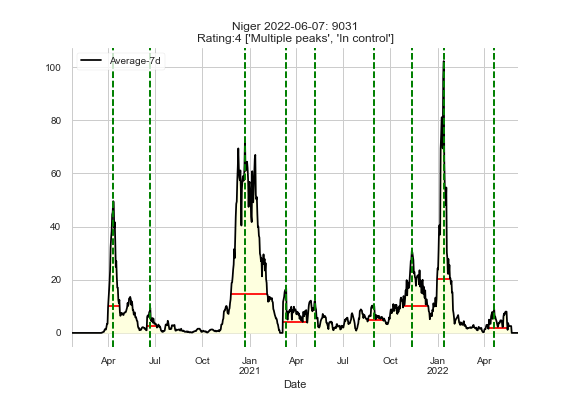 Niger 2022-06-07: 9031
Rating:4 ['Multiple peaks', 'In control']
Average-7d
100
80
60
40
20
0
Apr Jul Oct Jan Apr Jul Oct Jan Apr
2021 2022
Date